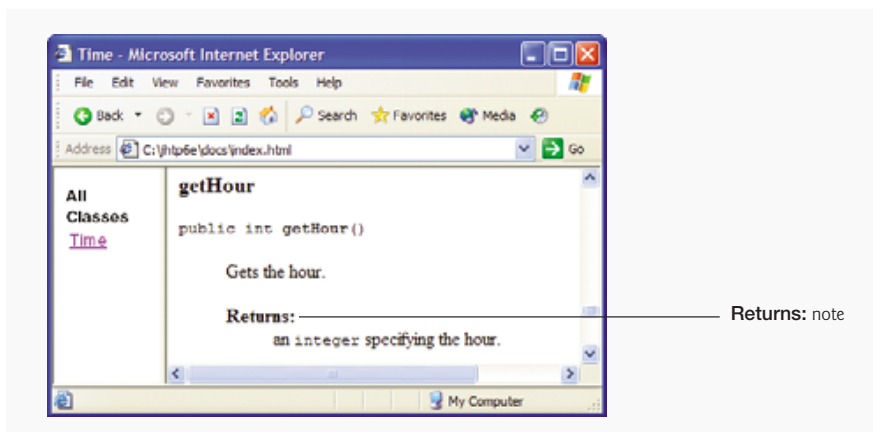 Time - Microsoft Internet Explorer
File Edit View Favorites Tools Help
Back Search Favorites Media
Address C:\jhtp6e\docs\index.html Go
All
Classes
Time
getHour
public int getHour()
Gets the hour.
Returns:
an integer specifying the hour.
Returns: note
My Computer